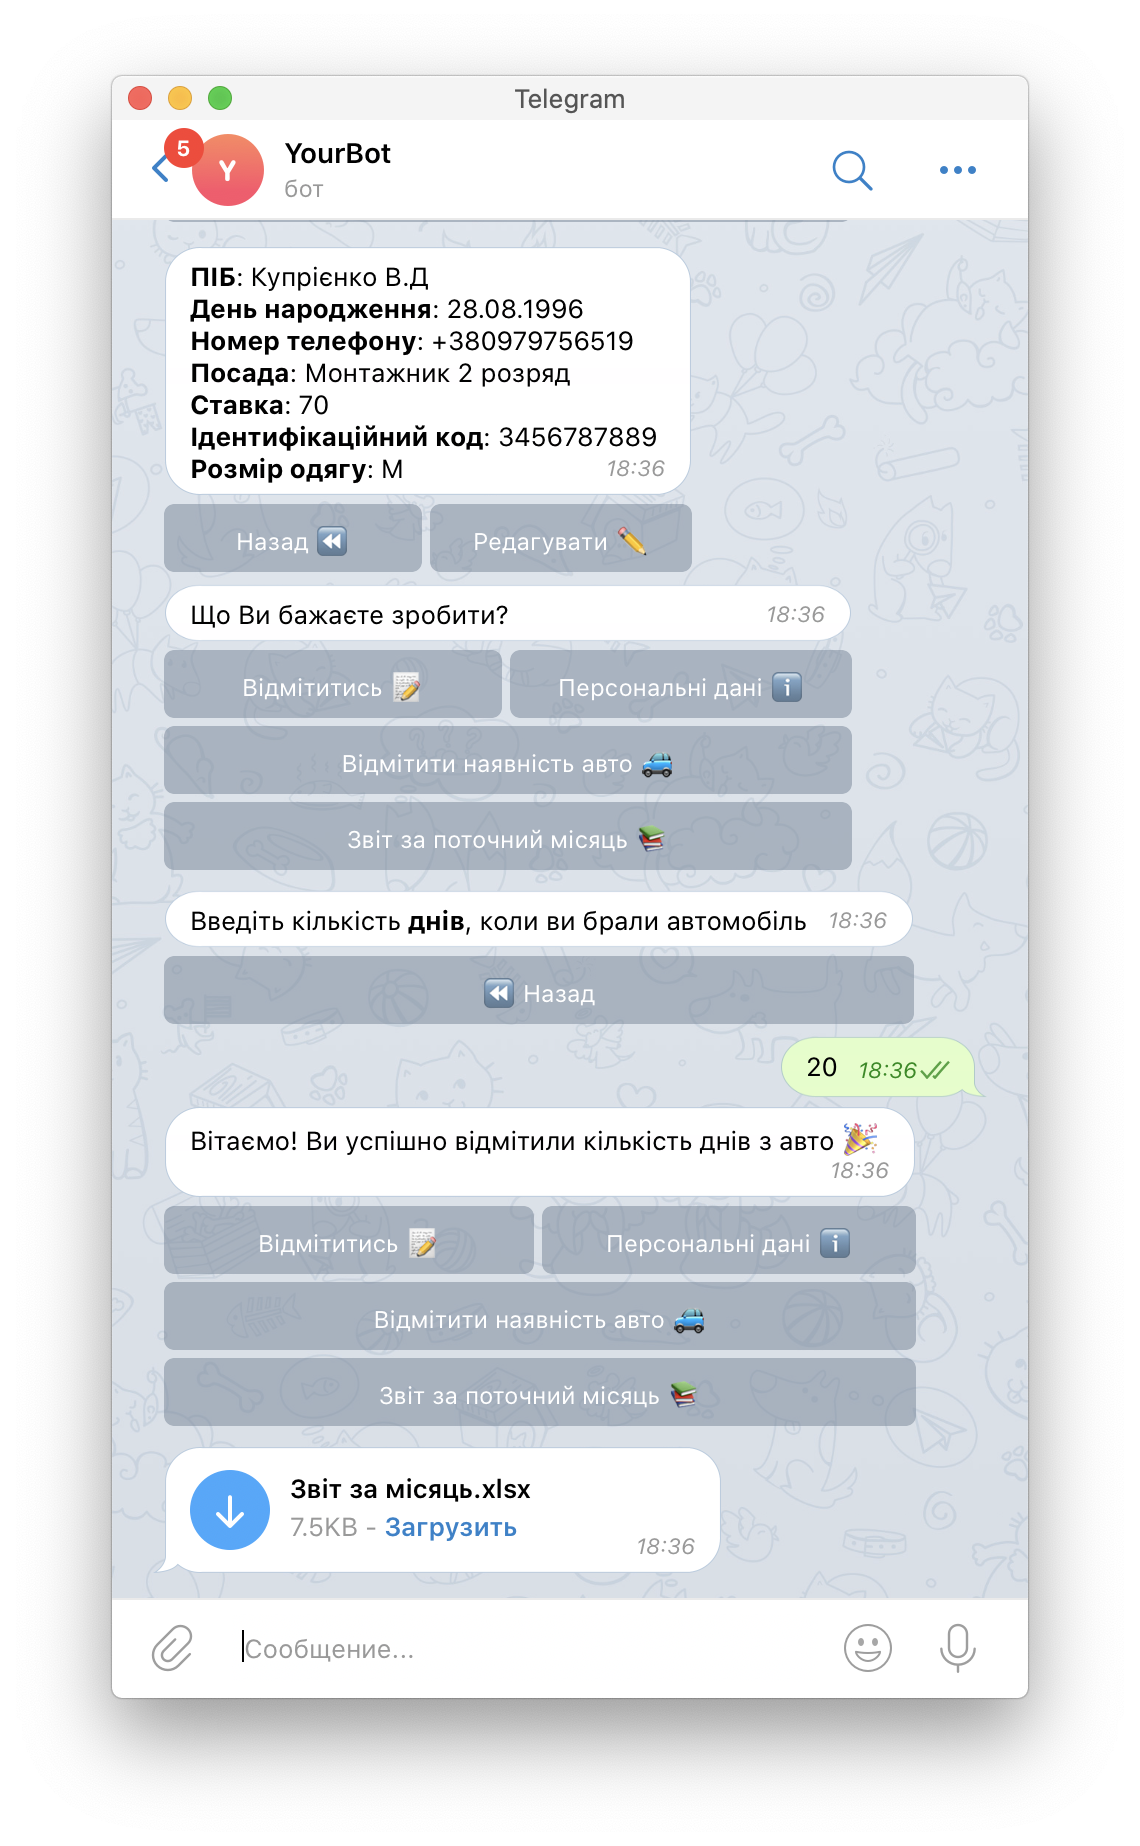 Telegram
5
Y
YourBot
бот
ПІБ: Купрієнко В.Д
День народження: 28.08.1996
Номер телефону: +380979756519
Посада: Монтажник 2 розряд
Ставка: 70
Ідентифікаційний код: 3456787889
Розмір одягу: M 18:36
Назад ⏪
Редагувати ✏️
Що Ви бажаєте зробити? 18:36
Відмітитись 📝
Персональні дані ℹ️
Відмітити наявність авто 🚙
Звіт за поточний місяць 📚
Введіть кількість днів, коли ви брали автомобіль 18:36
⏪ Назад
20 18:36
Вітаємо! Ви успішно відмітили кількість днів з авто 🎉
18:36
Відмітитись 📝
Персональні дані ℹ️
Відмітити наявність авто 🚙
Звіт за поточний місяць 📚
Звіт за місяць.xlsx
7.5KB - Загрузить
18:36
Сообщение...